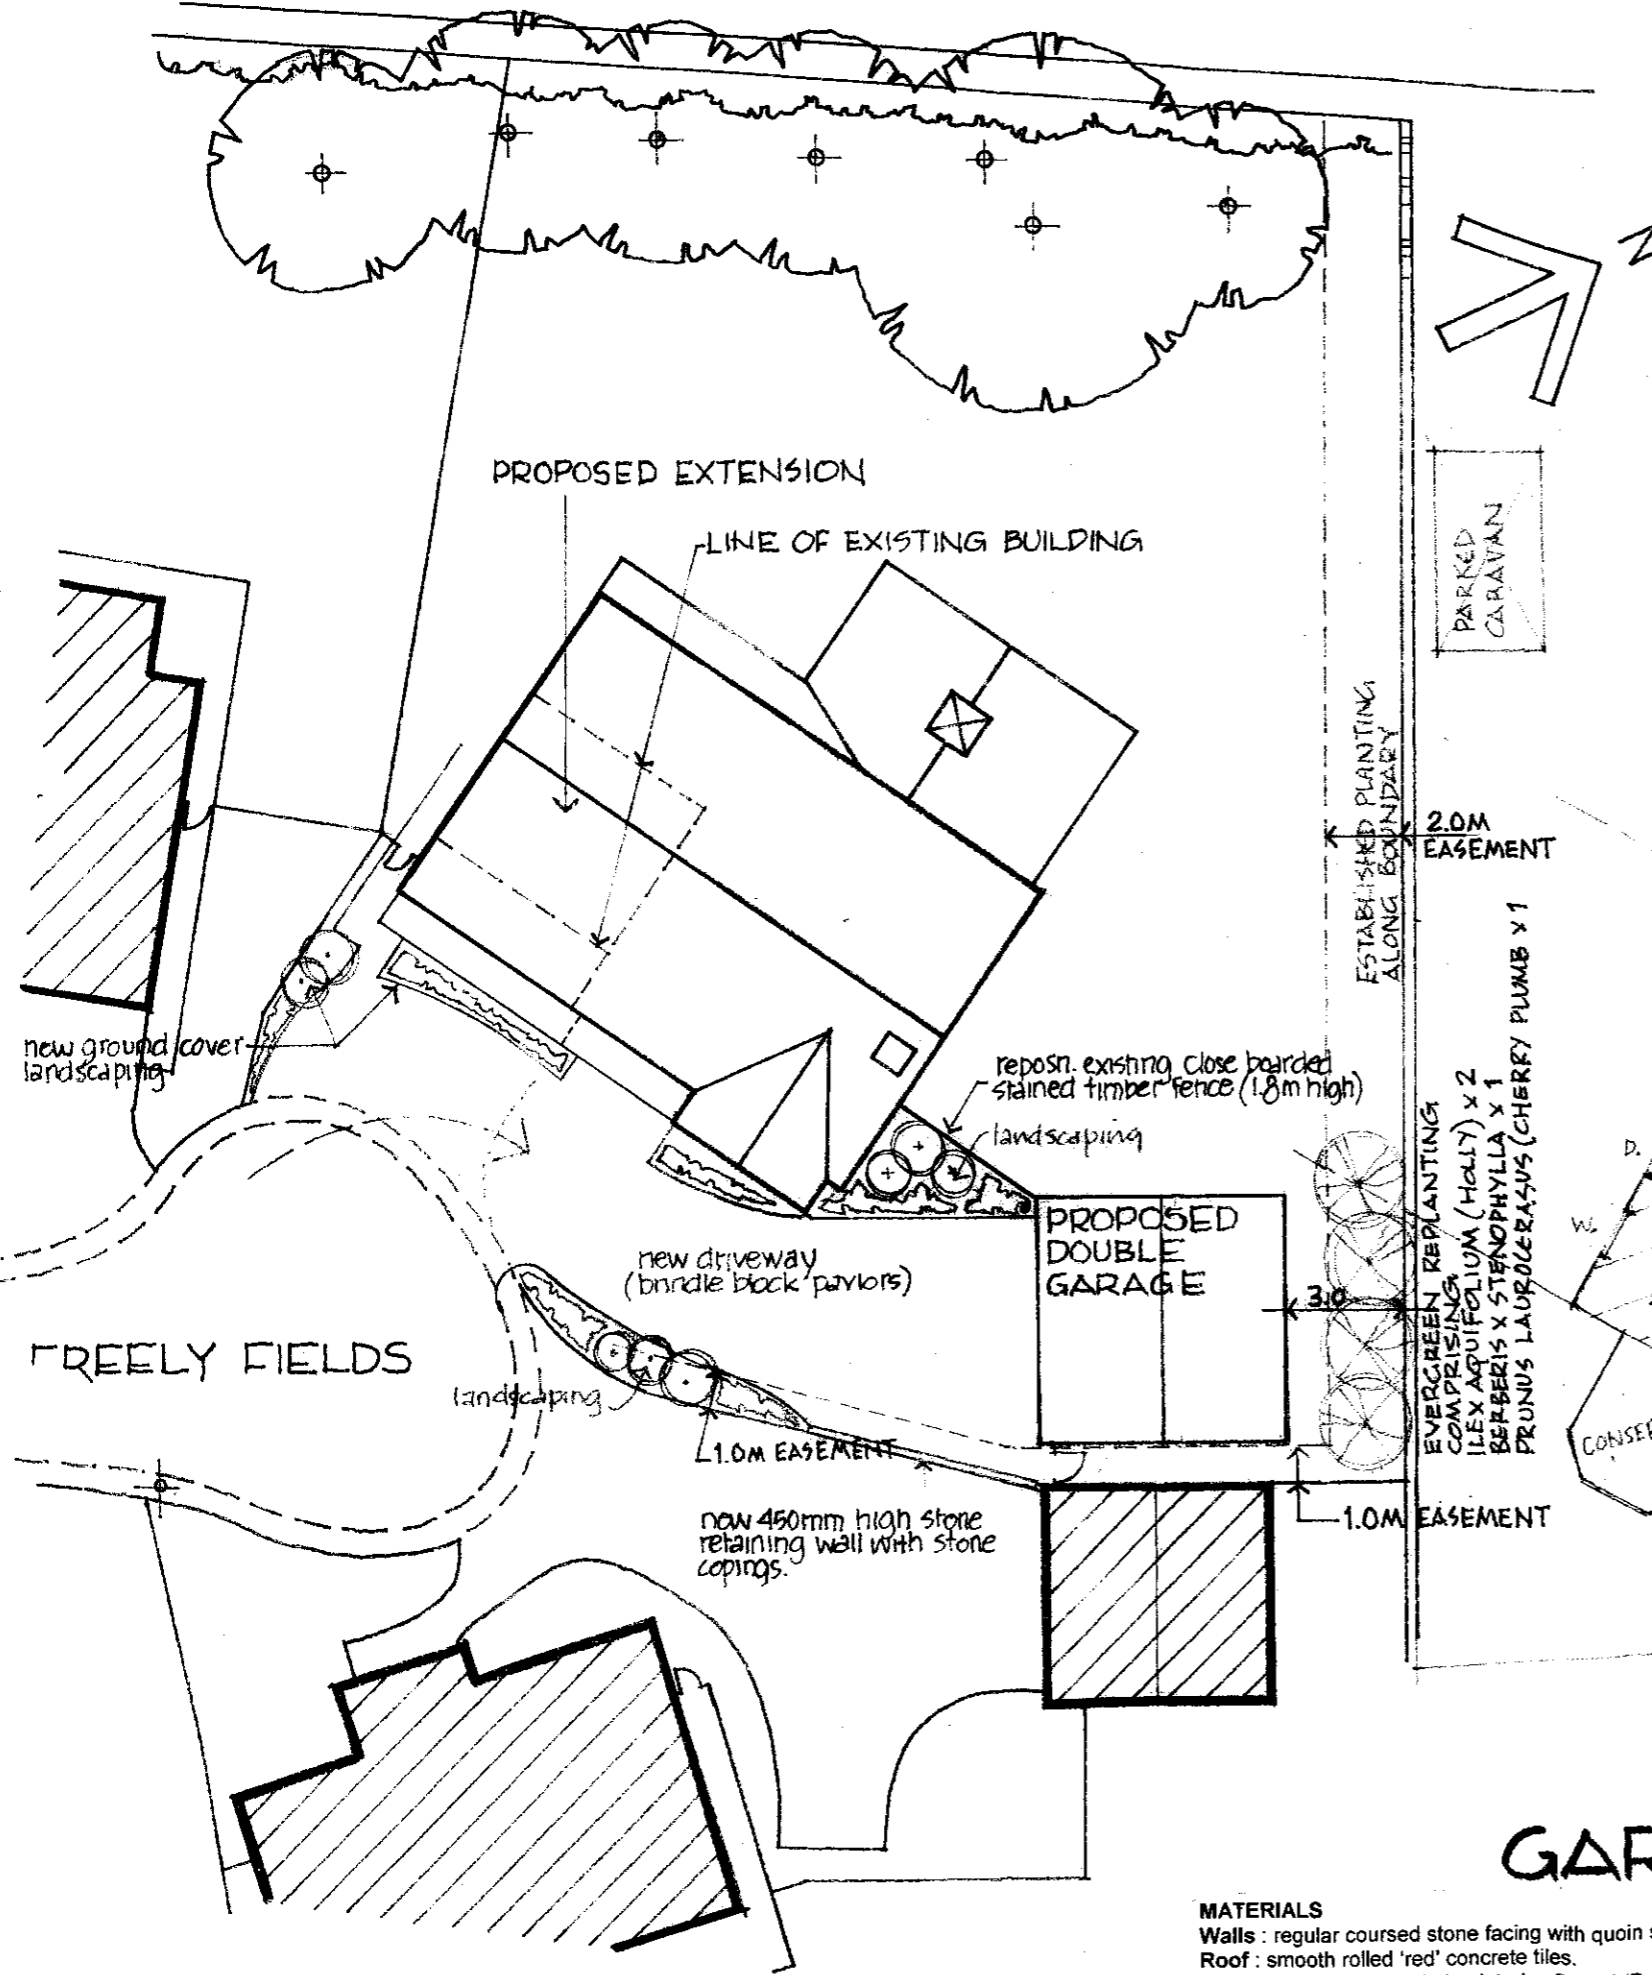 PROPOSED EXTENSION
LINE OF EXISTING BUILDING
PARKED
CARAVAN
ESTABLISHED PLANTING
ALONG BOUNDARY
2.0M
EASEMENT
new ground cover
landscaping
reposn. existing close boarded
stained timber fence (1.8m high)
landscaping
EVERGREEN REPLANTING
COMPRISING
ILEX AQUIFOLIUM (HOLLY) x 2
BERBERIS X STENOPHYLLA x 1
PRUNUS LAUROCERASUS (CHERRY PLUMB x 1
D.
W.
PROPOSED
DOUBLE
GARAGE
3.0
new driveway
(brindle block paviors)
FREELY FIELDS
landscaping
1.0M EASEMENT
CONSER
new 450mm high stone
retaining wall with stone
copings.
1.0M EASEMENT
GAR
MATERIALS
Walls : regular coursed stone facing with quoin
Roof : smooth rolled 'red' concrete tiles.